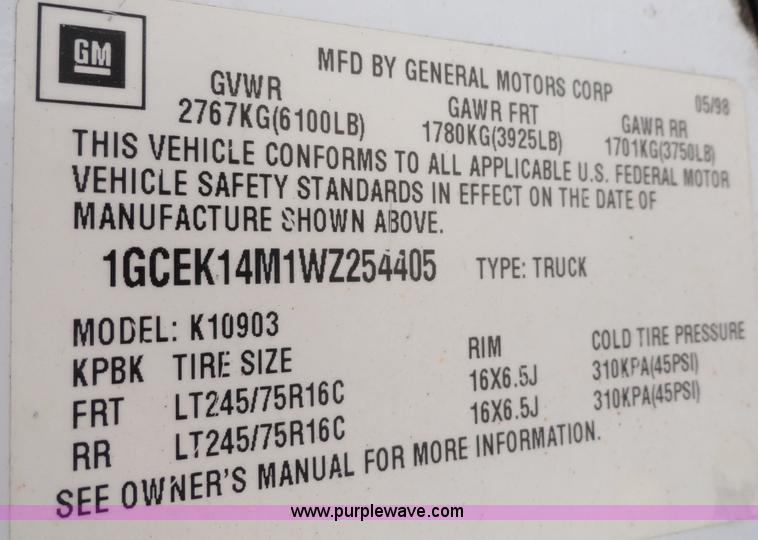 GM
MFD BY GENERAL MOTORS CORP 05/98
GVWR GAWR FRT GAWR RR
2767KG(6100LB) 1780KG(3925LB) 1701KG(3750LB)
THIS VEHICLE CONFORMS TO ALL APPLICABLE U.S. FEDERAL MOTOR
VEHICLE SAFETY STANDARDS IN EFFECT ON THE DATE OF
MANUFACTURE SHOWN ABOVE.
1GCEK14M1WZ254405 TYPE: TRUCK
MODEL: K10903
KPBK TIRE SIZE RIM COLD TIRE PRESSURE
FRT LT245/75R16C 16X6.5J 310KPA(45PSI)
RR LT245/75R16C 16X6.5J 310KPA(45PSI)
SEE OWNER'S MANUAL FOR MORE INFORMATION.
www.purplewave.com